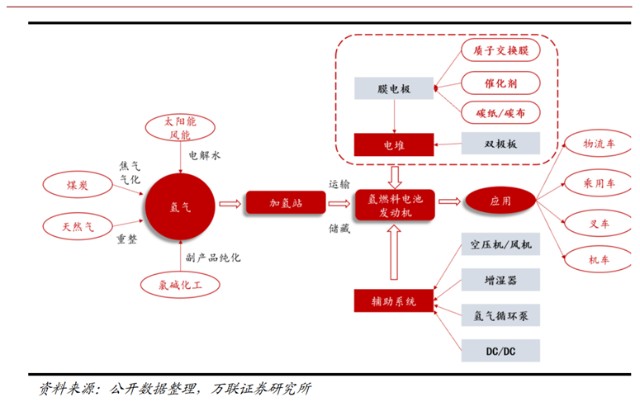 质子交换膜
膜电极
催化剂
碳纸/碳布
电堆
双极板
太阳能
风能
电解水
焦气
气化
煤炭
氢气
天然气
重整
副产品纯化
氯碱化工
加氢站
运输
储藏
氢燃料电池
发动机
应用
物流车
乘用车
叉车
机车
空压机/风机
增湿器
辅助系统
氢气循环泵
DC/DC
资料来源：公开数据整理，万联证券研究所